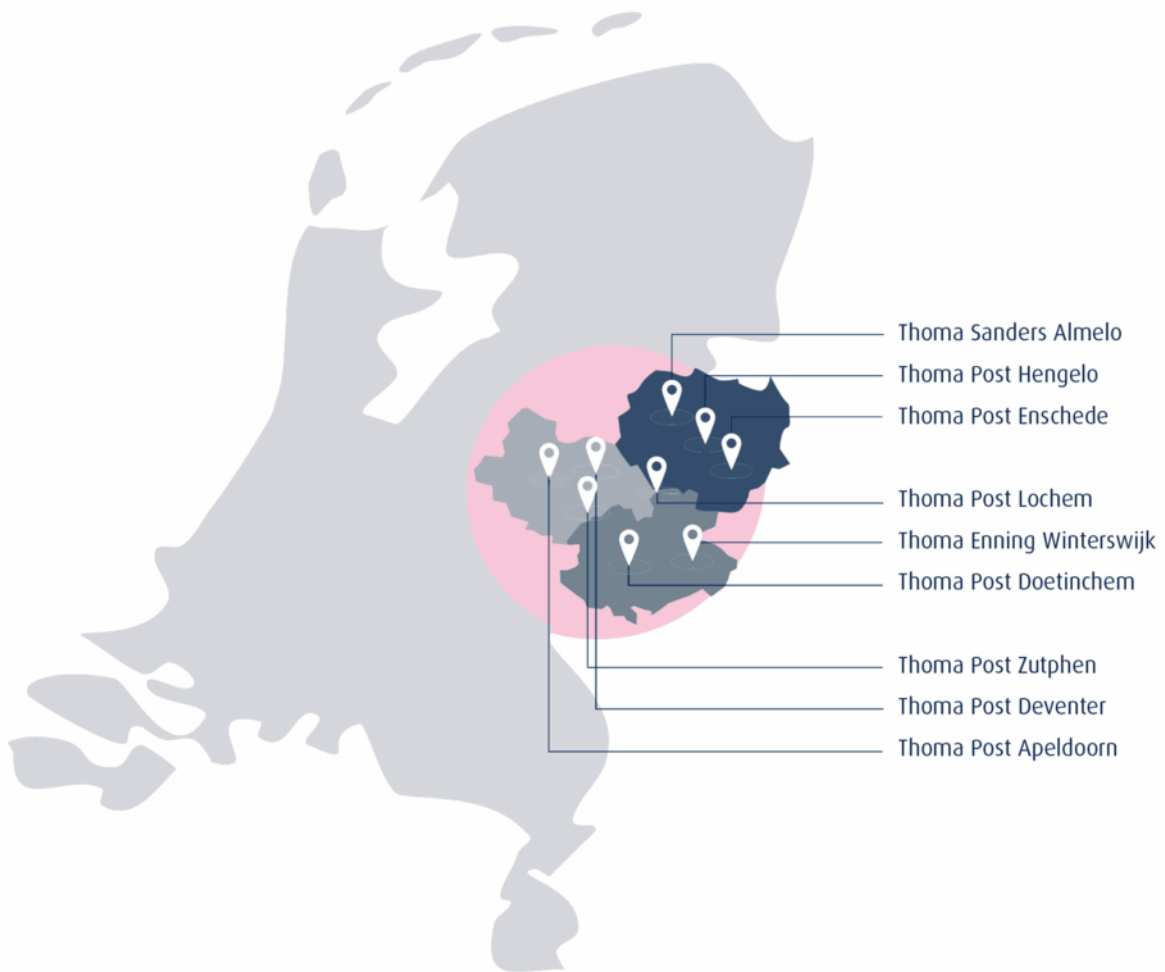 Thoma Sanders Almelo
Thoma Post Hengelo
Thoma Post Enschede
Thoma Post Lochem
Thoma Enning Winterswijk
Thoma Post Doetinchem
Thoma Post Zutphen
Thoma Post Deventer
Thoma Post Apeldoorn